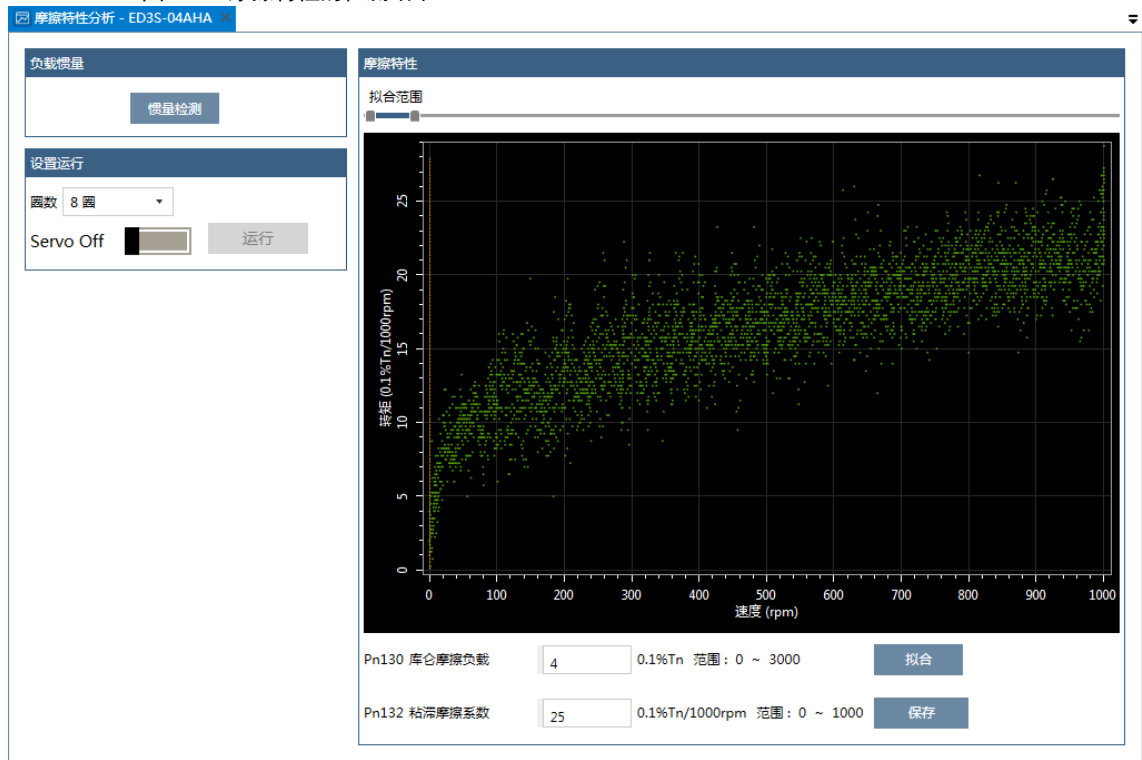 摩擦特性分析 - ED3S-04AHA ×
负载惯量
惯量检测
设置运行
圈数 8 圈
Servo Off 运行
摩擦特性
拟合范围
转矩 (0.1%Tn/1000rpm)
25
20
15
10
5
0
0 100 200 300 400 500 600 700 800 900 1000
速度 (rpm)
Pn130 库仑摩擦负载 4 0.1%Tn 范围: 0 ~ 3000 拟合
Pn132 粘滞摩擦系数 25 0.1%Tn/1000rpm 范围: 0 ~ 1000 保存